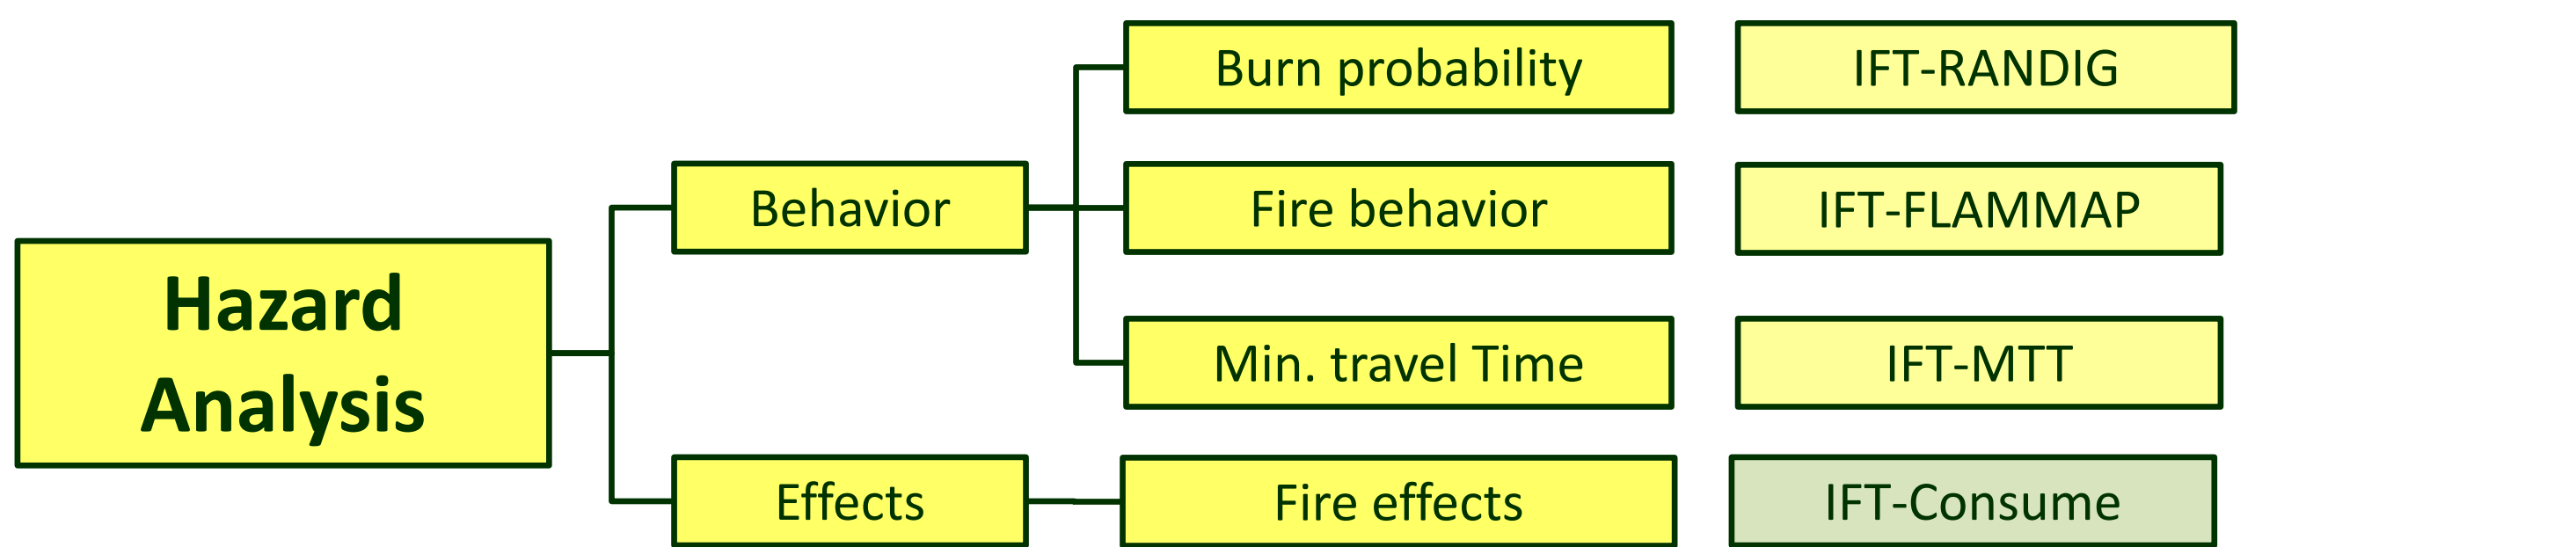 Hazard
Analysis
Behavior
Burn probability
IFT-RANDIG
Fire behavior
IFT-FLAMMAP
Min. travel Time
IFT-MTT
Effects
Fire effects
IFT-Consume